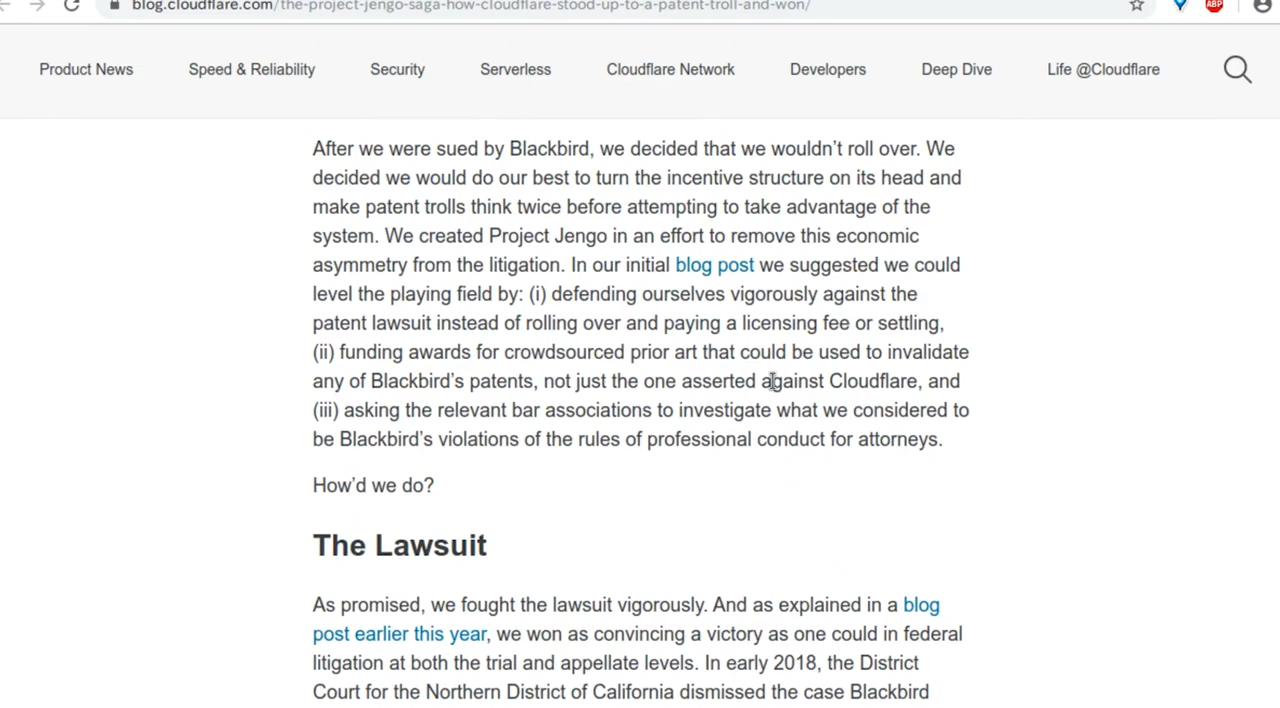 blog.cloudflare.com/the-project-jengo-saga-how-cloudflare-stood-up-to-a-patent-troll-and-won/
ABP
Product News Speed & Reliability Security Serverless Cloudflare Network Developers Deep Dive Life @Cloudflare
After we were sued by Blackbird, we decided that we wouldn’t roll over. We
decided we would do our best to turn the incentive structure on its head and
make patent trolls think twice before attempting to take advantage of the
system. We created Project Jengo in an effort to remove this economic
asymmetry from the litigation. In our initial blog post we suggested we could
level the playing field by: (i) defending ourselves vigorously against the
patent lawsuit instead of rolling over and paying a licensing fee or settling,
(ii) funding awards for crowdsourced prior art that could be used to invalidate
any of Blackbird’s patents, not just the one asserted against Cloudflare, and
(iii) asking the relevant bar associations to investigate what we considered to
be Blackbird’s violations of the rules of professional conduct for attorneys.
How’d we do?
The Lawsuit
As promised, we fought the lawsuit vigorously. And as explained in a blog
post earlier this year, we won as convincing a victory as one could in federal
litigation at both the trial and appellate levels. In early 2018, the District
Court for the Northern District of California dismissed the case Blackbird